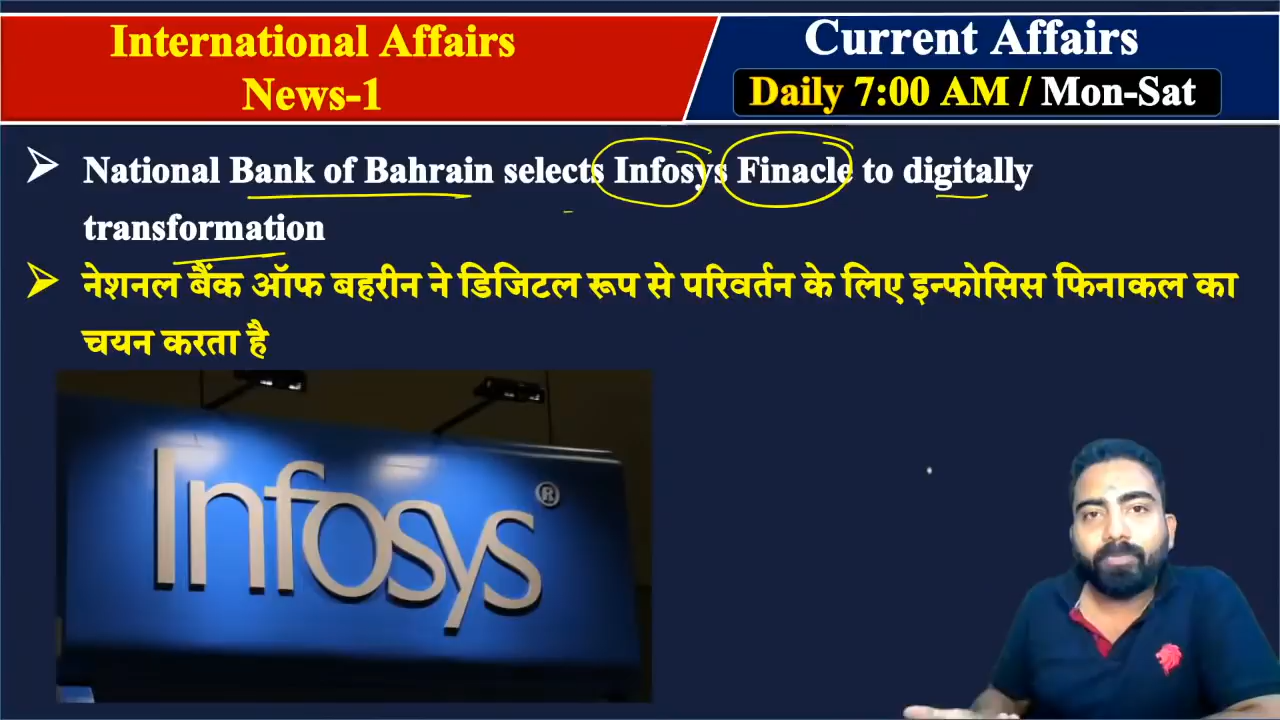 International Affairs
News-1
Current Affairs
Daily 7:00 AM / Mon-Sat
National Bank of Bahrain selects Infosys Finacle to digitally
transformation
नेशनल बैंक ऑफ बहरीन ने डिजिटल रूप से परिवर्तन के लिए इन्फोसिस फिनाकल का
चयन करता है
Infosys®